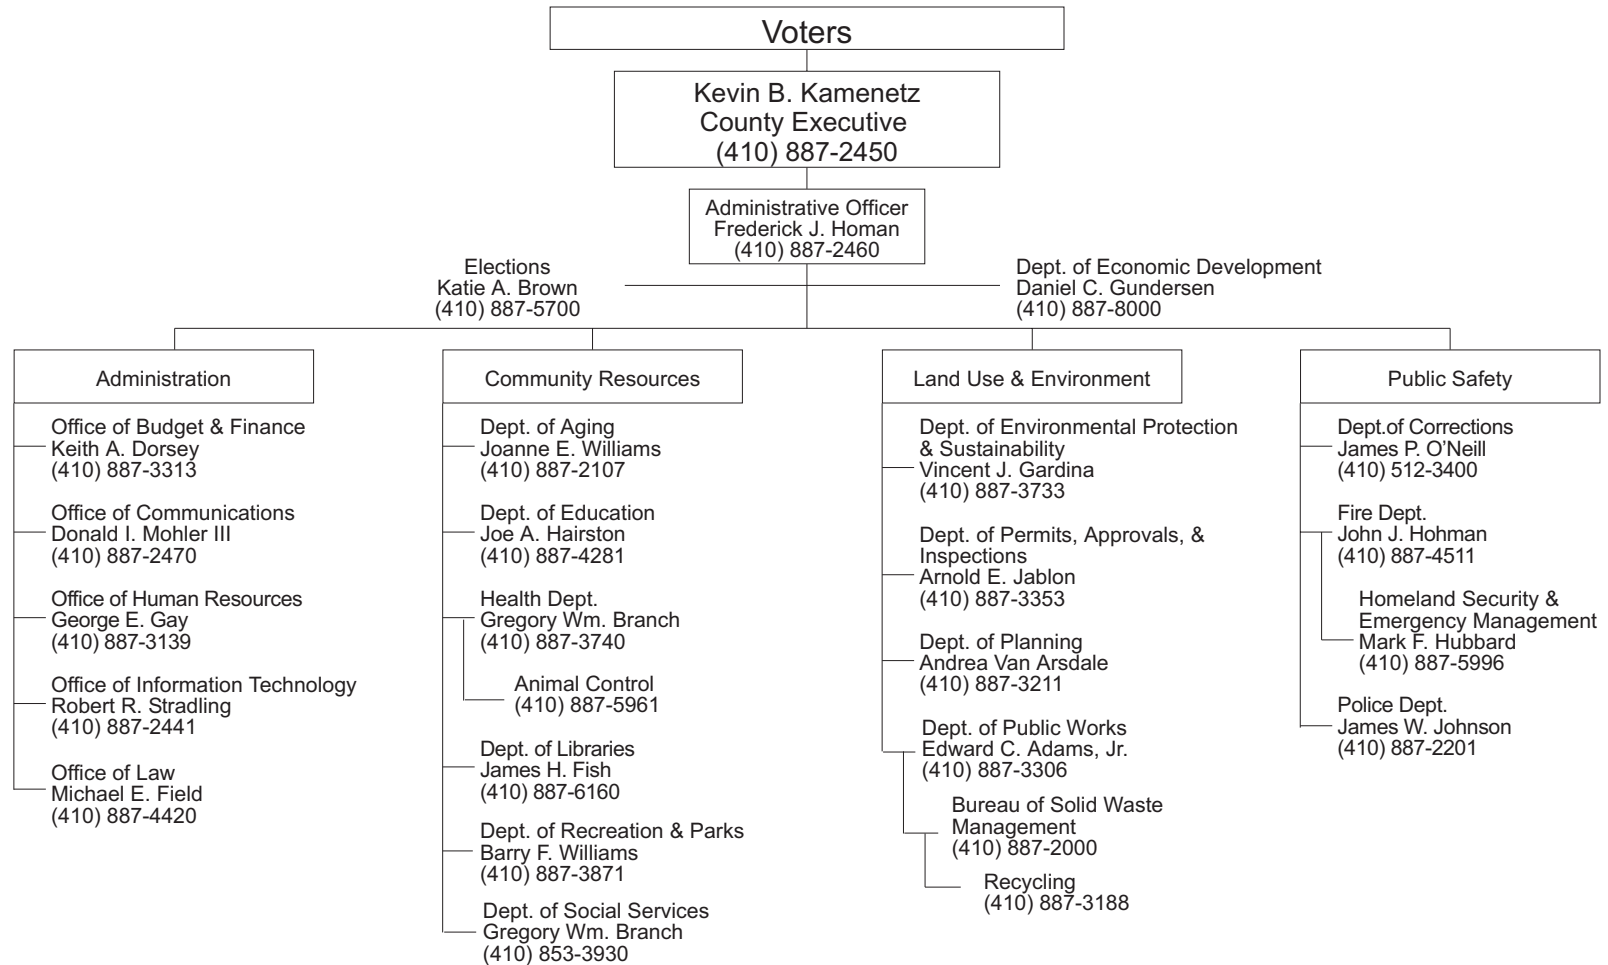 Voters
Kevin B. Kamenetz
County Executive
(410) 887-2450
Administrative Officer
Frederick J. Homan
(410) 887-2460
Elections
Katie A. Brown
(410) 887-5700
Dept. of Economic Development
Daniel C. Gundersen
(410) 887-8000
Administration
Office of Budget & Finance
Keith A. Dorsey
(410) 887-3313
Office of Communications
Donald I. Mohler III
(410) 887-2470
Office of Human Resources
George E. Gay
(410) 887-3139
Office of Information Technology
Robert R. Stradling
(410) 887-2441
Office of Law
Michael E. Field
(410) 887-4420
Community Resources
Dept. of Aging
Joanne E. Williams
(410) 887-2107
Dept. of Education
Joe A. Hairston
(410) 887-4281
Health Dept.
Gregory Wm. Branch
(410) 887-3740
Animal Control
(410) 887-5961
Dept. of Libraries
James H. Fish
(410) 887-6160
Dept. of Recreation & Parks
Barry F. Williams
(410) 887-3871
Dept. of Social Services
Gregory Wm. Branch
(410) 853-3930
Land Use & Environment
Dept. of Environmental Protection
& Sustainability
Vincent J. Gardina
(410) 887-3733
Dept. of Permits, Approvals, &
Inspections
Arnold E. Jablon
(410) 887-3353
Dept. of Planning
Andrea Van Arsdale
(410) 887-3211
Dept. of Public Works
Edward C. Adams, Jr.
(410) 887-3306
Bureau of Solid Waste
Management
(410) 887-2000
Recycling
(410) 887-3188
Public Safety
Dept.of Corrections
James P. O’Neill
(410) 512-3400
Fire Dept.
John J. Hohman
(410) 887-4511
Homeland Security &
Emergency Management
Mark F. Hubbard
(410) 887-5996
Police Dept.
James W. Johnson
(410) 887-2201